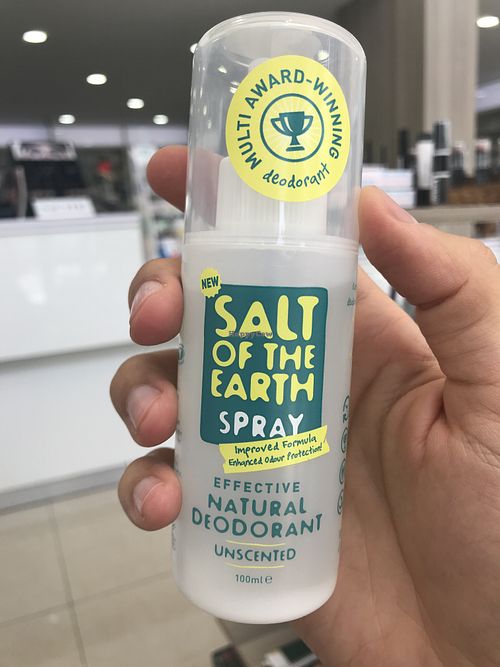 MULTI AWARD-WINNING
deodorant
NEW
SALT
OF THE
EARTH
SPRAY
Improved Formula
Enhanced Odour Protection!
EFFECTIVE
NATURAL
DEODORANT
UNSCENTED
100ml e